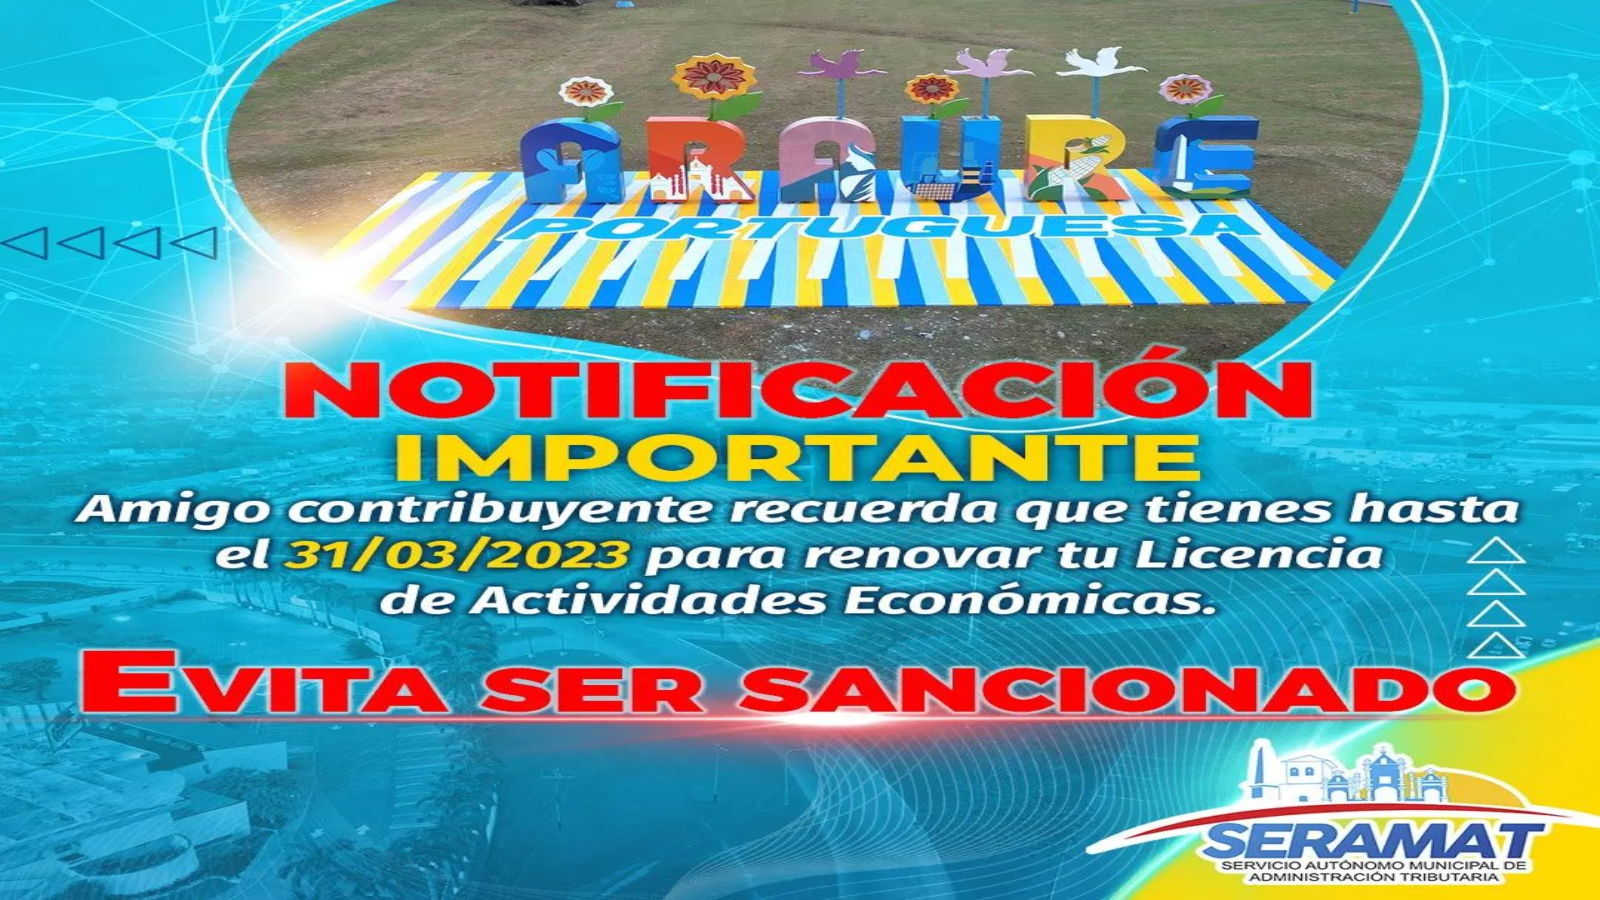 ARAURE
PORTUGUESA
NOTIFICACIÓN
IMPORTANTE
Amigo contribuyente recuerda que tienes hasta
el 31/03/2023 para renovar tu Licencia
de Actividades Económicas.
EVITA SER SANCIONADO
SERAMAT
SERVICIO AUTÓNOMO MUNICIPAL DE
ADMINISTRACIÓN TRIBUTARIA